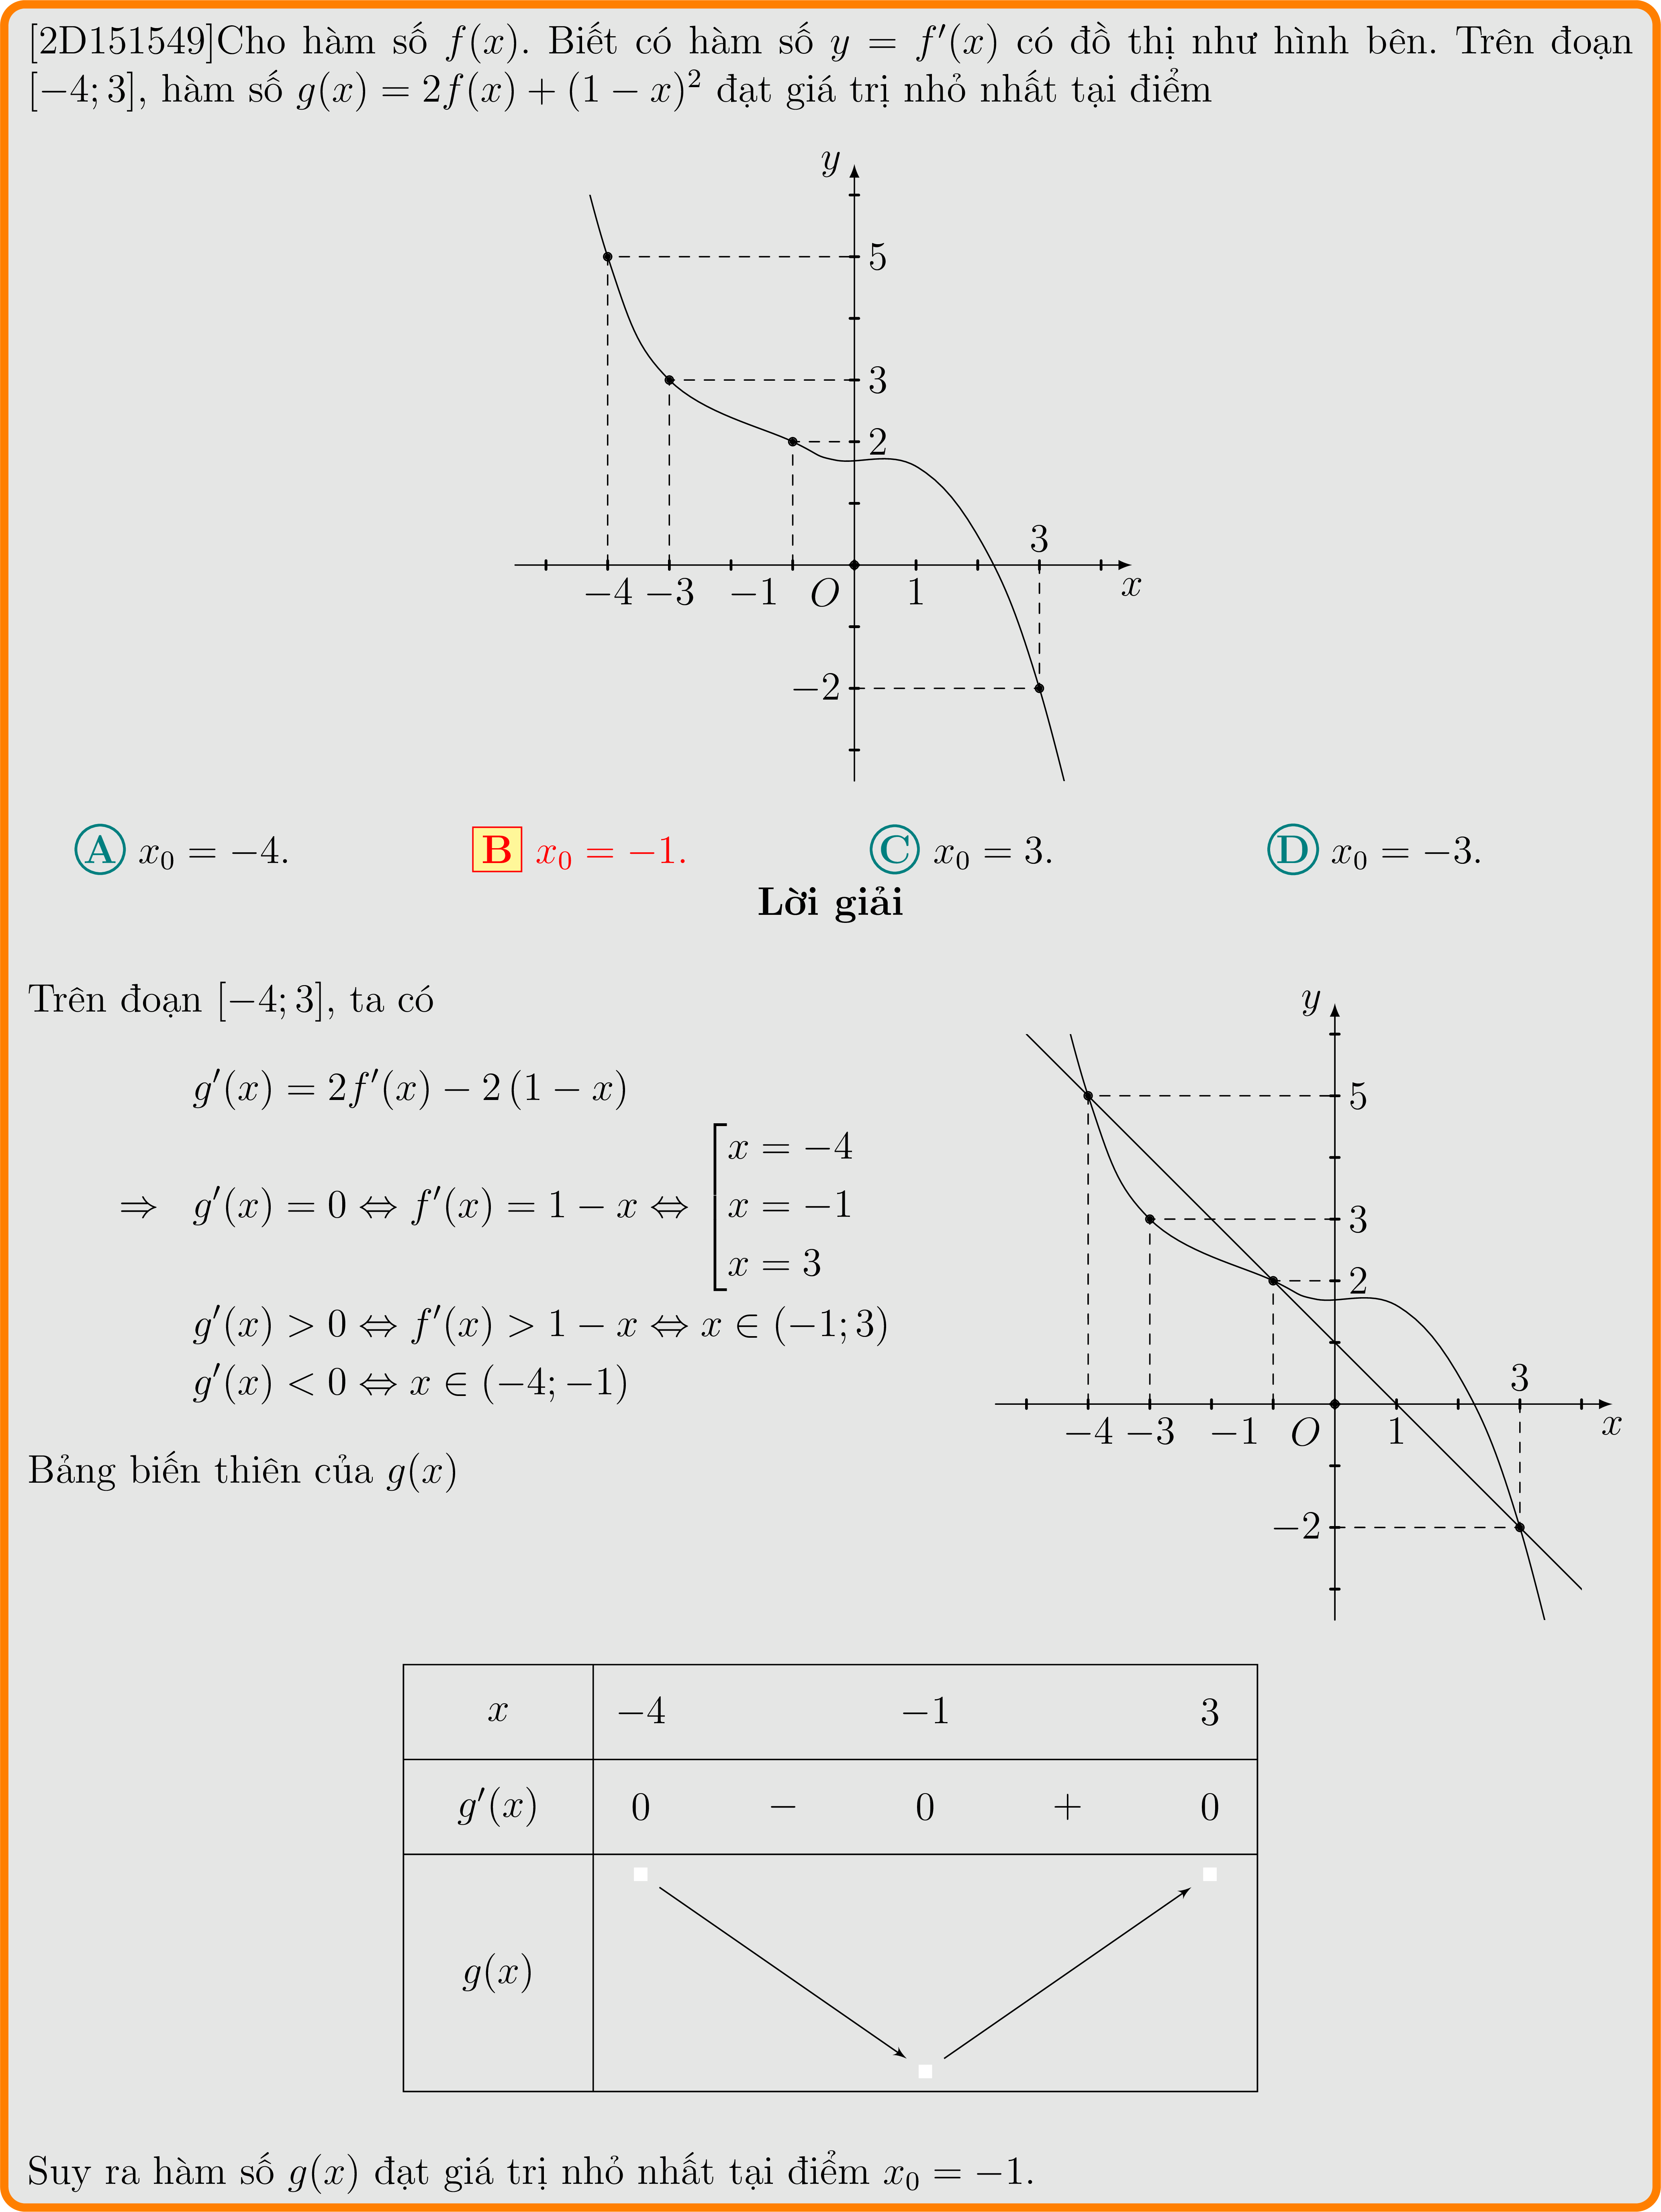 [2D151549]Cho hàm số f(x). Biết có hàm số y = f′(x) có đồ thị như hình bên. Trên đoạn
[−4; 3], hàm số g(x) = 2f(x) + (1 − x)² đạt giá trị nhỏ nhất tại điểm
y
5
3
2
3
−4 −3 −1 O 1 x
−2
A x₀ = −4. B x₀ = −1. C x₀ = 3. D x₀ = −3.
Lời giải
Trên đoạn [−4; 3], ta có
g′(x) = 2f′(x) − 2 (1 − x)
x = −4
⇒ g′(x) = 0 ⇔ f′(x) = 1 − x ⇔ [ x = −1
x = 3
g′(x) > 0 ⇔ f′(x) > 1 − x ⇔ x ∈ (−1; 3)
g′(x) < 0 ⇔ x ∈ (−4; −1)
Bảng biến thiên của g(x)
y
5
3
2
3
−4 −3 −1 O 1 x
−2
x −4 −1 3
g′(x) 0 − 0 + 0
g(x)
Suy ra hàm số g(x) đạt giá trị nhỏ nhất tại điểm x₀ = −1.